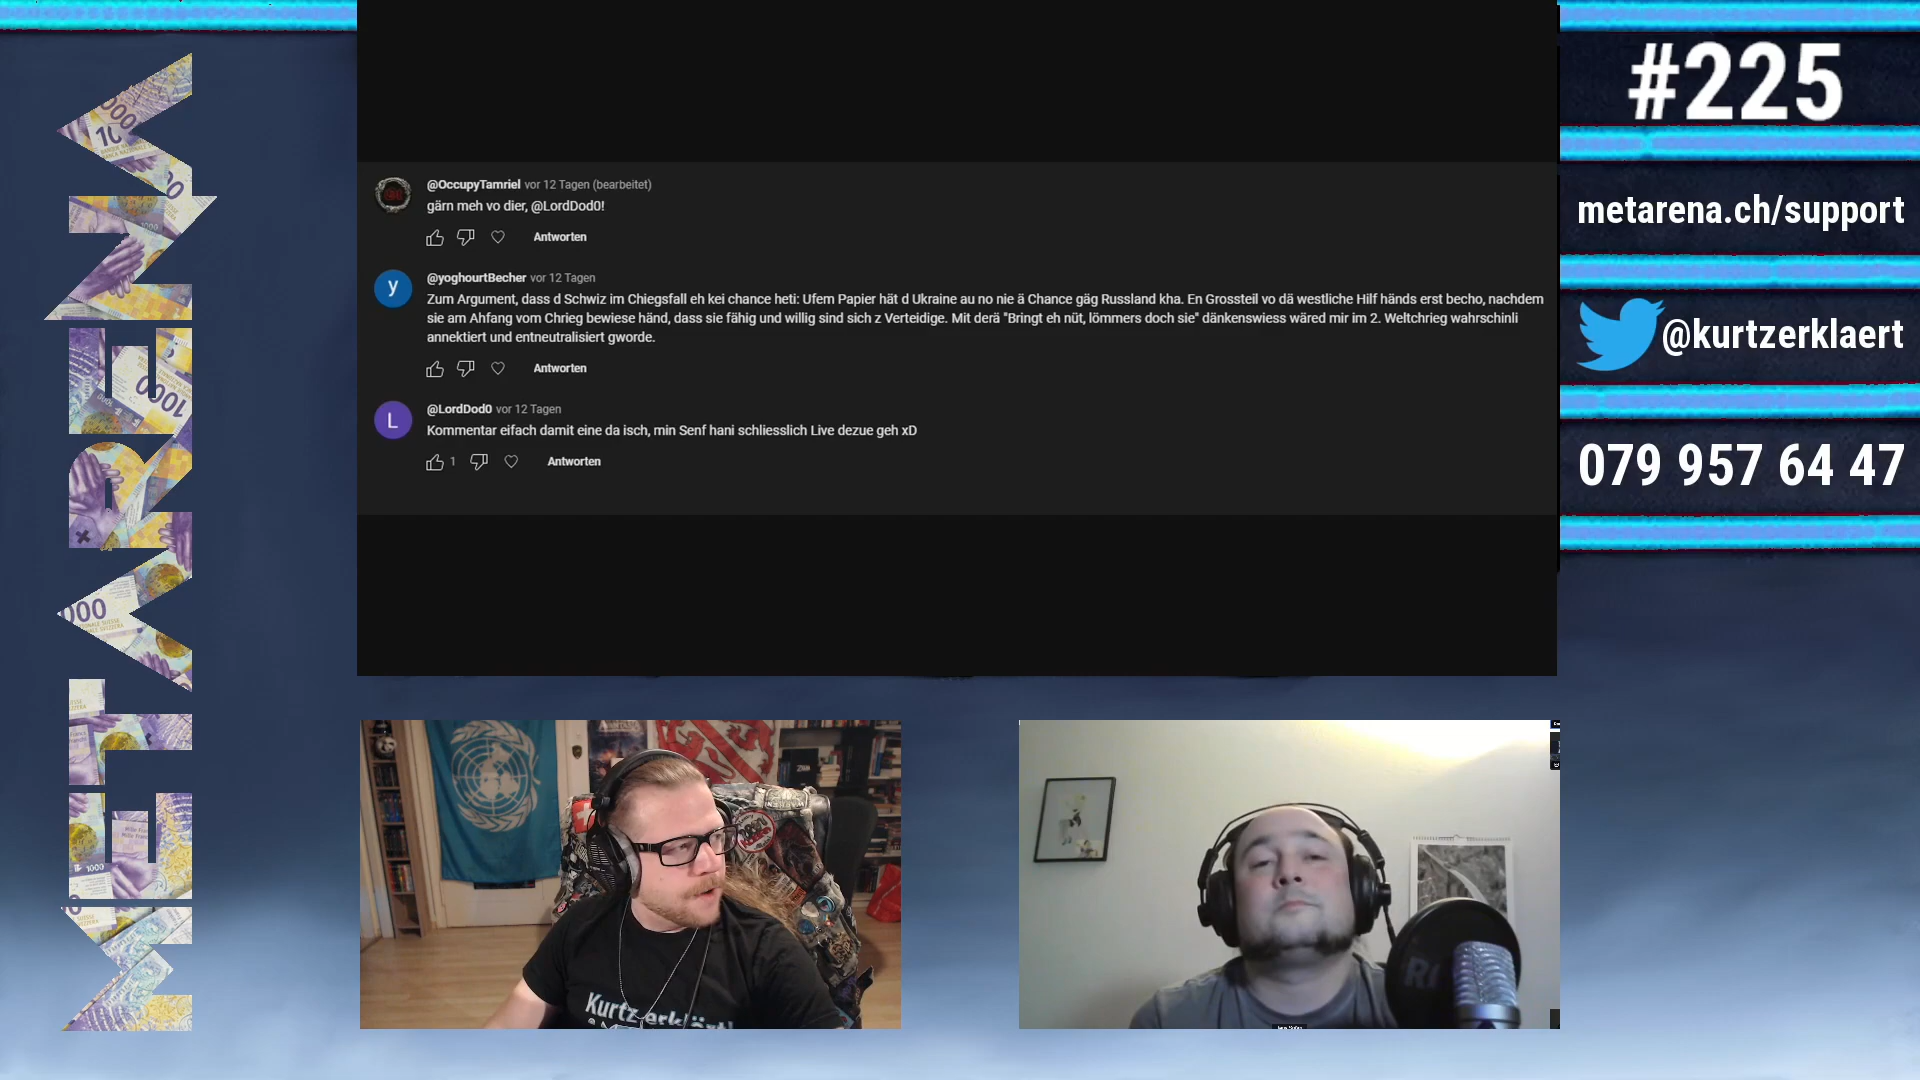 METARENA
@OccupyTamriel vor 12 Tagen (bearbeitet)
gärn meh vo dier, @LordDod0!
Antworten
y
@yoghourtBecher vor 12 Tagen
Zum Argument, dass d Schwiz im Chiegsfall eh kei chance heti: Ufem Papier hät d Ukraine au no nie ä Chance gäg Russland kha. En Grossteil vo dä westliche Hilf händs erst becho, nachdem
sie am Ahfang vom Chrieg bewiese händ, dass sie fähig und willig sind sich z Verteidige. Mit derä "Bringt eh nüt, lömmers doch sie" dänkenswiess wäred mir im 2. Weltchrieg wahrschinli
annektiert und entneutralisiert gworde.
Antworten
L
@LordDod0 vor 12 Tagen
Kommentar eifach damit eine da isch, min Senf hani schliesslich Live dezue geh xD
1
Antworten
#225
metarena.ch/support
@kurtzerklaert
079 957 64 47
Kurtz erklärt